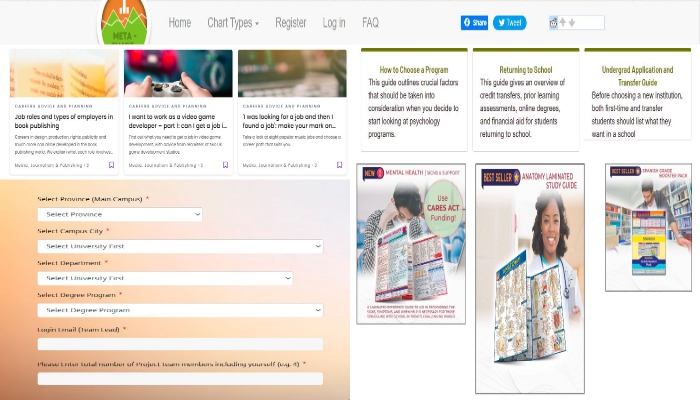 META -
Home
Chart Types
Register
Log in
FAQ
Share
Tweet
CAREERS ADVICE AND PLANNING
Job roles and types of employers in
book publishing
Careers in design, production, rights, publicity and
much more can all be developed in the book
publishing world. We explain what each role involves...
Media, Journalism & Publishing
CAREERS ADVICE AND PLANNING
I want to work as a video game
developer – part I: can I get a job i...
Find out what you need to get a job in video game
development, with advice from recruiters at six UK
game development studios.
Media, Journalism & Publishing
CAREERS ADVICE AND PLANNING
'I was looking for a job and then I
found a job': make your mark on...
Take a look at eight popular music jobs and choose a
career path that suits you.
Media, Journalism & Publishing
How to Choose a Program
This guide outlines crucial factors
that should be taken into
consideration when you decide to
start looking at psychology
programs.
Returning to School
This guide gives an overview of
credit transfers, prior learning
assessments, online degrees,
and financial aid for students
returning to school.
Undergrad Application and
Transfer Guide
Before choosing a new institution,
both first-time and transfer
students should list what they
want in a school
Select Province (Main Campus) *
Select Province
Select Campus City *
Select University First
Select Department *
Select University First
Select Degree Program *
Select Degree Program
Login Email (Team Lead) *
Please Enter total number of Project team members including yourself (e.g. 4) *
NEW
MENTAL HEALTH | SIGNS & SUPPORT
Use
CARES ACT
Funding!
BEST SELLER
ANATOMY LAMINATED
STUDY GUIDE
BEST SELLER
SPANISH GRADE
BOOSTER PACK